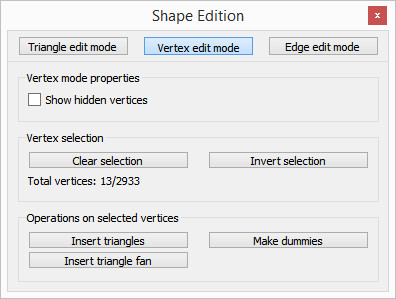 Shape Edition
x
Triangle edit mode Vertex edit mode Edge edit mode
Vertex mode properties
Show hidden vertices
Vertex selection
Clear selection Invert selection
Total vertices: 13/2933
Operations on selected vertices
Insert triangles Make dummies
Insert triangle fan